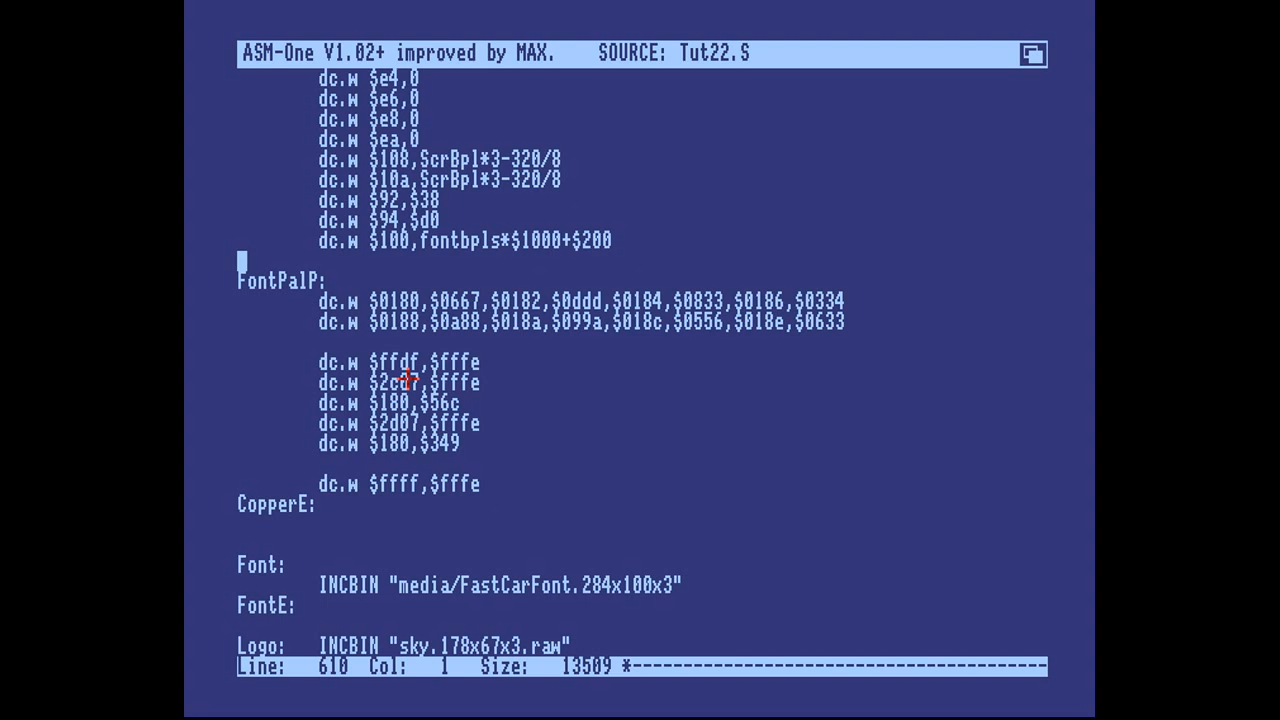 ASM-One V1.02+ improved by MAX.    SOURCE: Tut22.S
dc.w $e4,0
dc.w $e6,0
dc.w $e8,0
dc.w $ea,0
dc.w $108,ScrBpl*3-320/8
dc.w $10a,ScrBpl*3-320/8
dc.w $92,$38
dc.w $94,$d0
dc.w $100,fontbpls*$1000+$200
FontPalP:
dc.w $0180,$0667,$0182,$0ddd,$0184,$0833,$0186,$0334
dc.w $0188,$0a88,$018a,$099a,$018c,$0556,$018e,$0633
dc.w $ffdf,$fffe
dc.w $2cd7,$fffe
dc.w $180,$56c
dc.w $2d07,$fffe
dc.w $180,$349
dc.w $ffff,$fffe
CopperE:
Font:
INCBIN "media/FastCarFont.284x100x3"
FontE:
Logo:   INCBIN "sky.178x67x3.raw"
Line:   610  Col:   1   Size:   13509 *-----------------------------------------